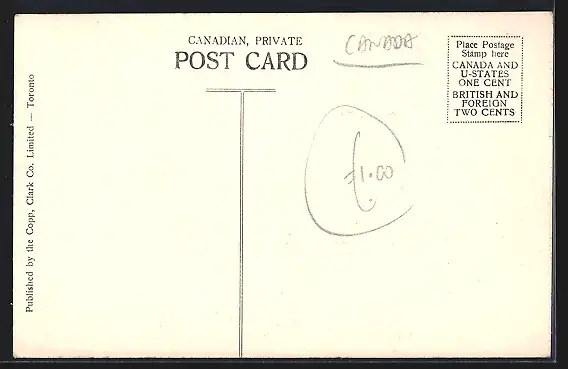 CANADIAN, PRIVATE
POST CARD
CANADA
Place Postage
Stamp here
CANADA AND
U-STATES
ONE CENT
BRITISH AND
FOREIGN
TWO CENTS
£1.00
Published by the Copp, Clark Co. Limited — Toronto